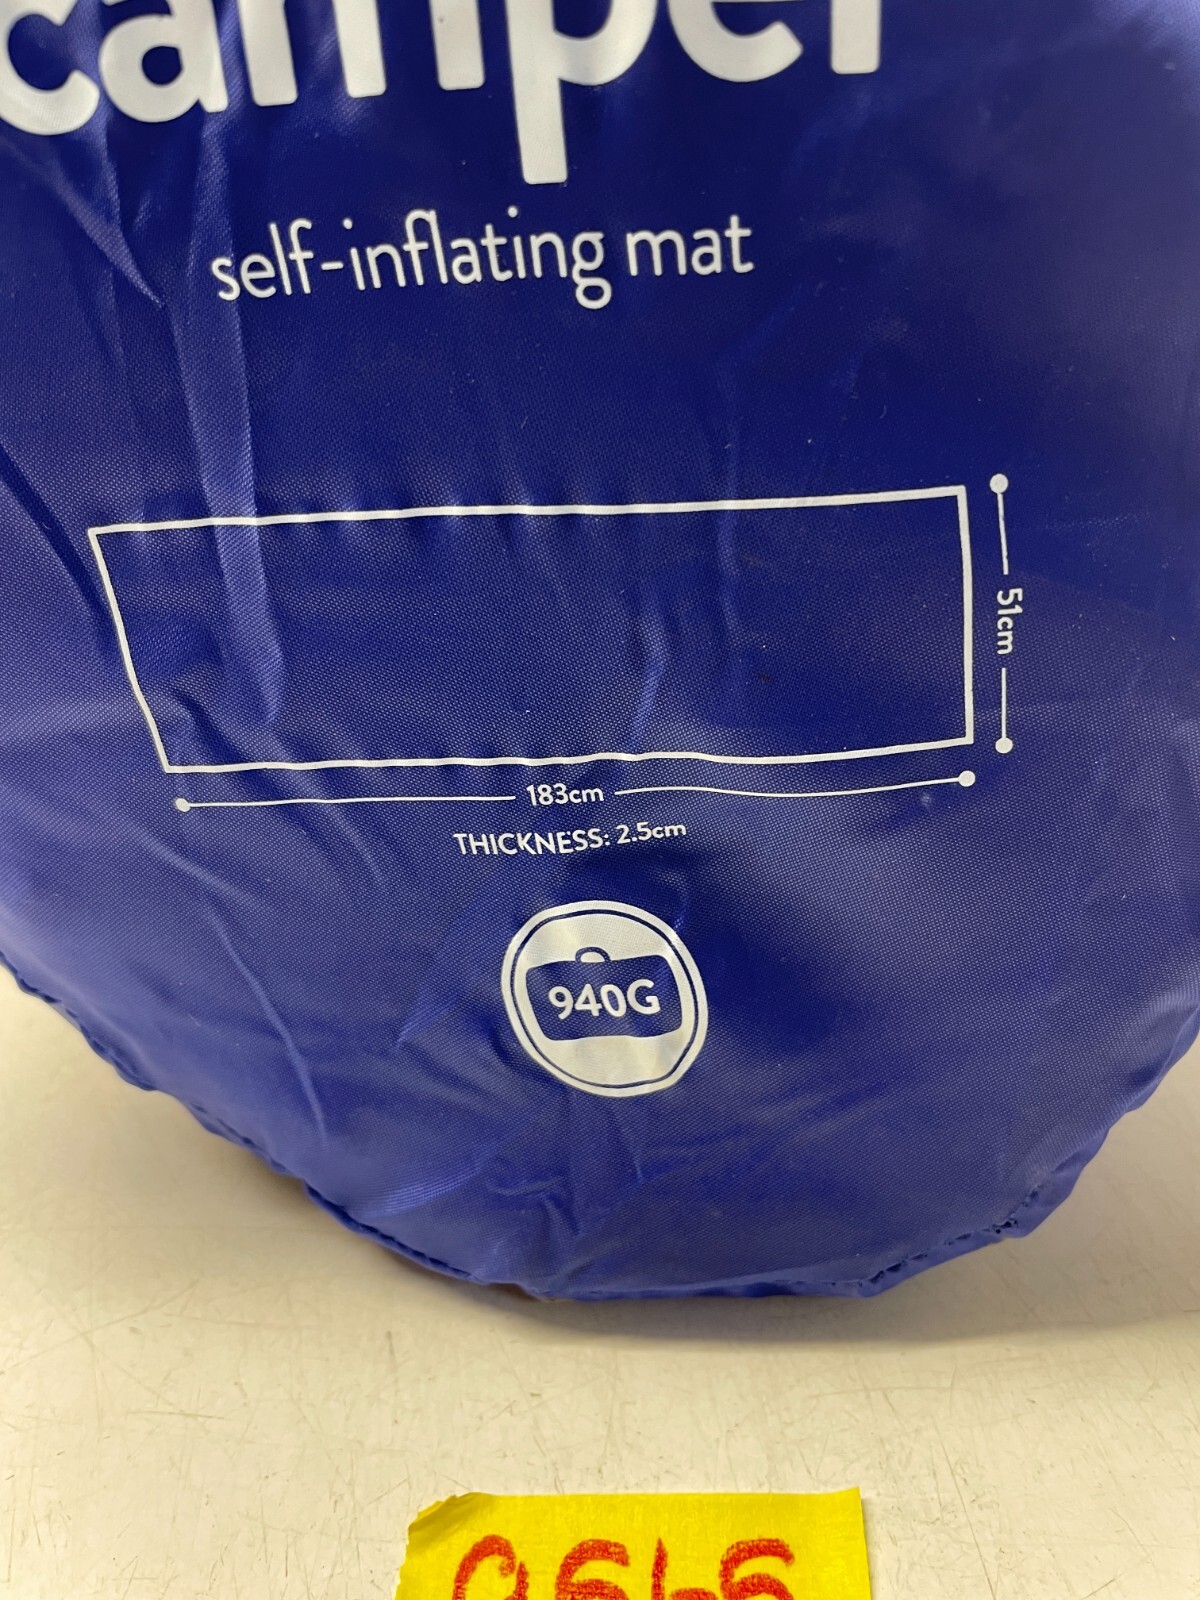 camper
self-inflating mat
51cm
183cm
THICKNESS: 2.5cm
940G